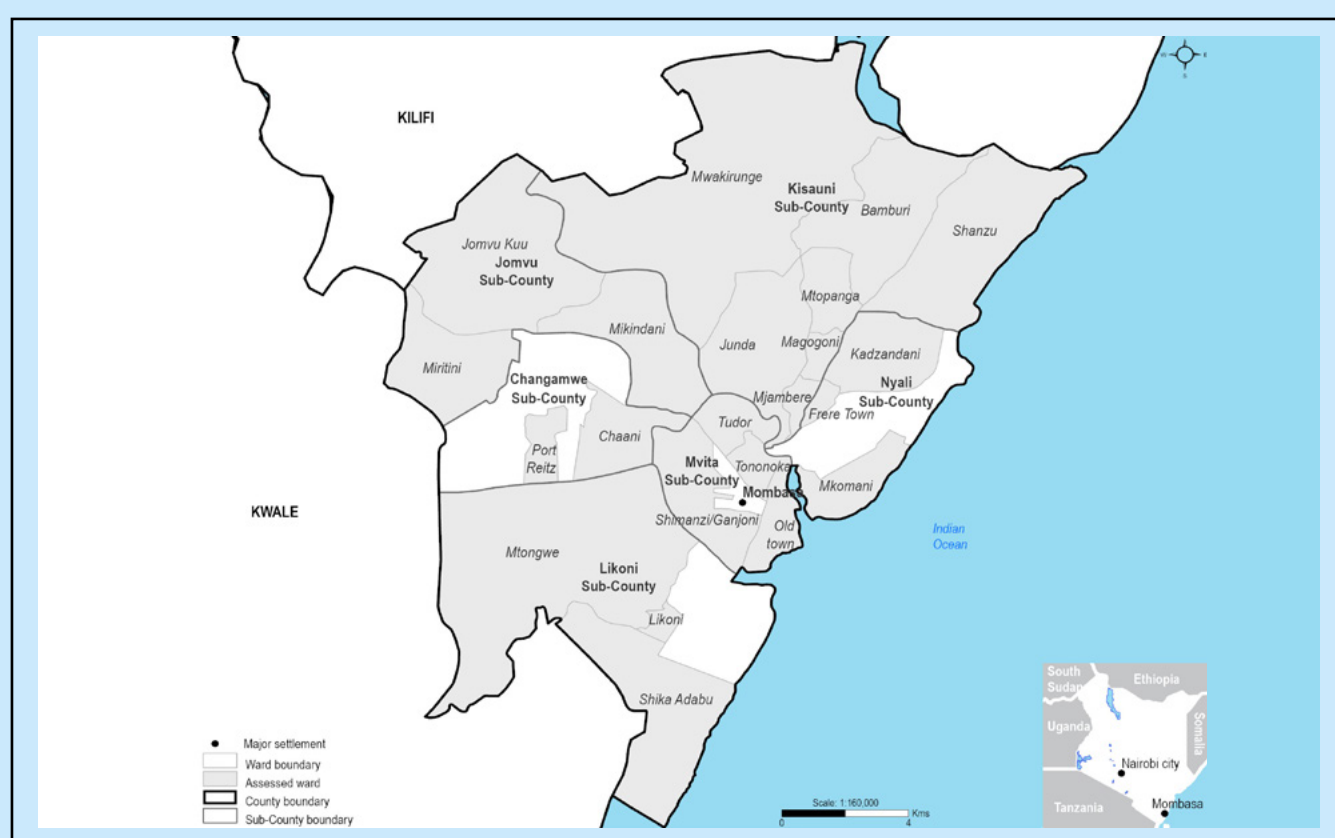 N
W
E
S
KILIFI
Mwakirunge
Kisauni
Sub-County
Bamburi
Shanzu
Jomvu Kuu
Jomvu
Sub-County
Mtopanga
Mikindani
Junda
Magogoni
Kadzandani
Miritini
Changamwe
Sub-County
Nyali
Sub-County
Mjambere
Frere Town
Tudor
Chaani
Port
Reitz
Mvita
Sub-County
Tononoka
Mkomani
Mombasa
KWALE
Shimanzi/Ganjoni
Old
town
Indian
Ocean
Mtongwe
Likoni
Sub-County
Likoni
Shika Adabu
Major settlement
Ward boundary
Assessed ward
County boundary
Sub-County boundary
Scale: 1:160,000
Kms
0
4
South
Sudan
Ethiopia
Uganda
Somalia
Nairobi city
Tanzania
Mombasa